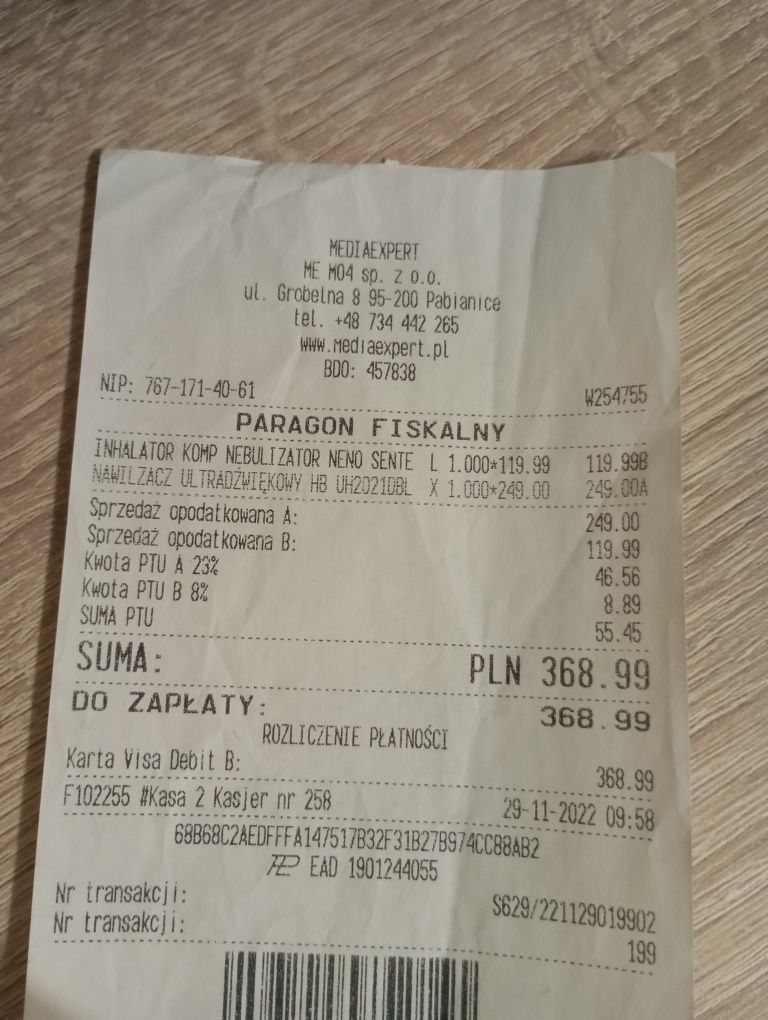 MEDIAEXPERT
ME M04 sp. z o.o.
ul. Grobelna 8 95-200 Pabianice
tel. +48 734 442 265
www.mediaexpert.pl
BDO: 457838
NIP: 767-171-40-61 W254755
PARAGON FISKALNY
INHALATOR KOMP NEBULIZATOR NENO SENTE L 1.000*119.99 119.99B
NAWILŻACZ ULTRADŹWIĘKOWY HB UH2021DBL X 1.000*249.00 249.00A
Sprzedaż opodatkowana A: 249.00
Sprzedaż opodatkowana B: 119.99
Kwota PTU A 23% 46.56
Kwota PTU B 8% 8.89
SUMA PTU 55.45
SUMA: PLN 368.99
DO ZAPŁATY: 368.99
ROZLICZENIE PŁATNOŚCI
Karta Visa Debit B: 368.99
F102255 #Kasa 2 Kasjer nr 258 29-11-2022 09:58
68B68C2AEDFFFA147517B32F31B27B974CC88AB2
EAD 1901244055
Nr transakcji: S629/221129019902
Nr transakcji: 199